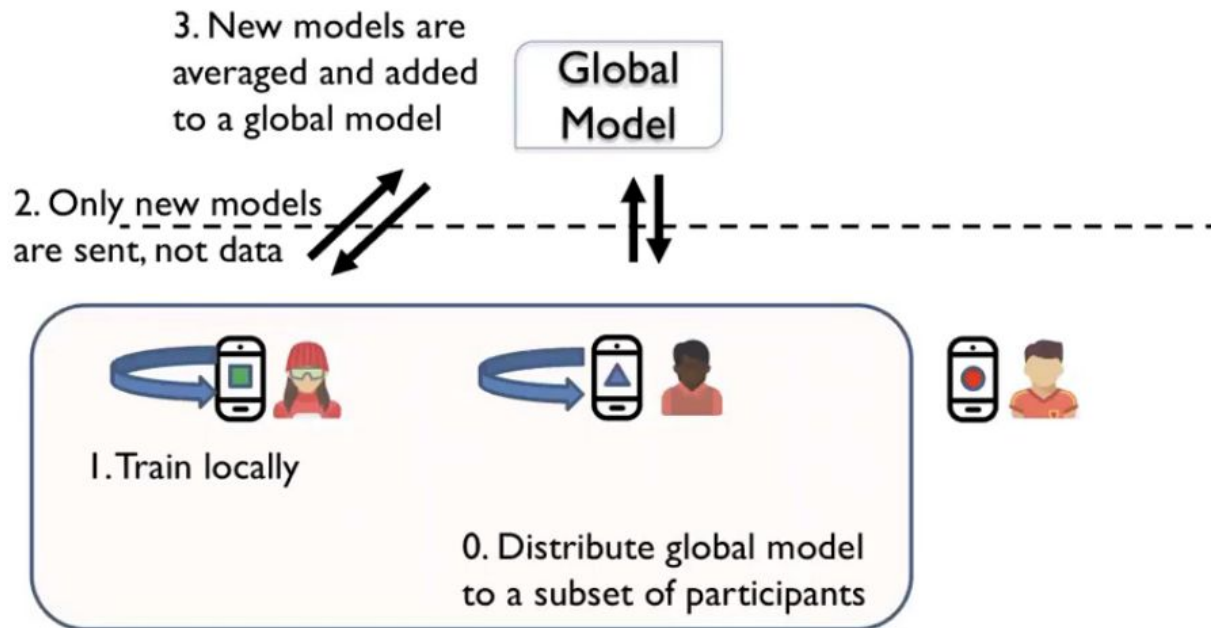 3. New models are
averaged and added
to a global model
Global
Model
2. Only new models
are sent, not data
1. Train locally
0. Distribute global model
to a subset of participants